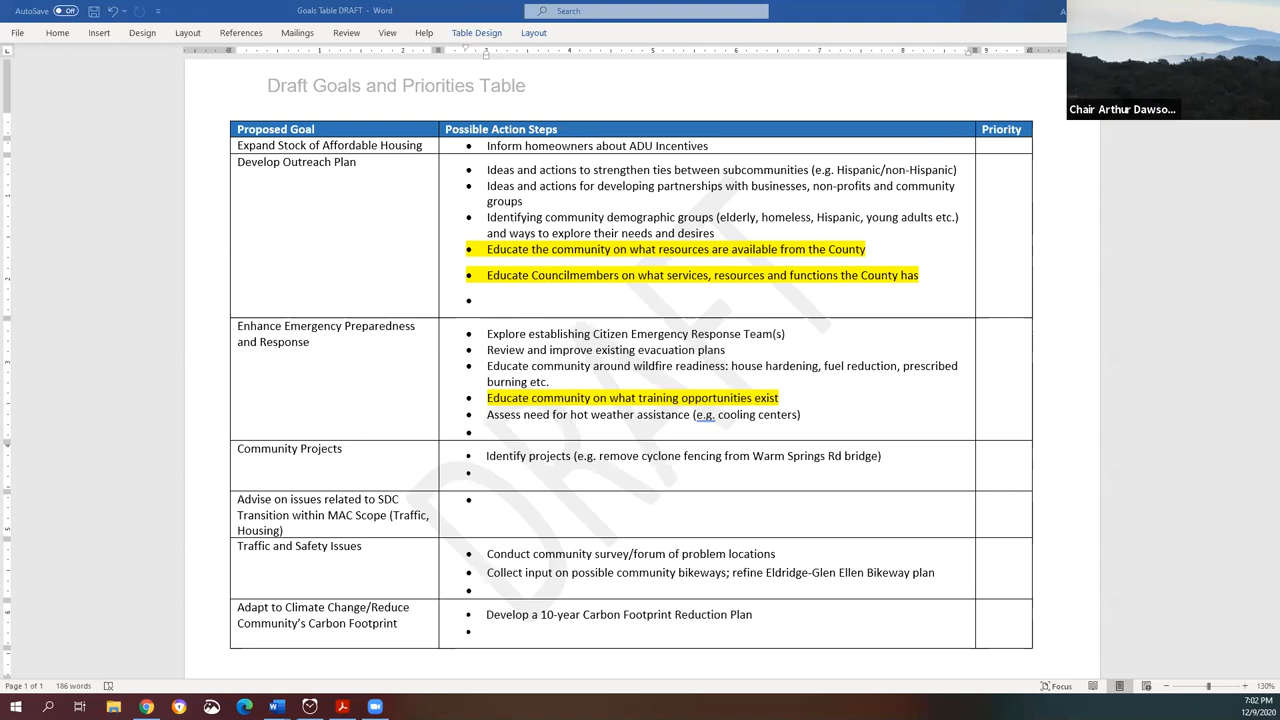 AutoSave Off
Goals Table DRAFT - Word
Search
File Home Insert Design Layout References Mailings Review View Help Table Design Layout
Chair Arthur Dawso...
Draft Goals and Priorities Table
Proposed Goal Possible Action Steps Priority
Expand Stock of Affordable Housing
• Inform homeowners about ADU Incentives
Develop Outreach Plan
• Ideas and actions to strengthen ties between subcommunities (e.g. Hispanic/non-Hispanic)
• Ideas and actions for developing partnerships with businesses, non-profits and community
groups
• Identifying community demographic groups (elderly, homeless, Hispanic, young adults etc.)
and ways to explore their needs and desires
• Educate the community on what resources are available from the County
• Educate Councilmembers on what services, resources and functions the County has
•
Enhance Emergency Preparedness
and Response
• Explore establishing Citizen Emergency Response Team(s)
• Review and improve existing evacuation plans
• Educate community around wildfire readiness: house hardening, fuel reduction, prescribed
burning etc.
• Educate community on what training opportunities exist
• Assess need for hot weather assistance (e.g. cooling centers)
•
Community Projects
• Identify projects (e.g. remove cyclone fencing from Warm Springs Rd bridge)
•
Advise on issues related to SDC
Transition within MAC Scope (Traffic,
Housing)
•
Traffic and Safety Issues
• Conduct community survey/forum of problem locations
• Collect input on possible community bikeways; refine Eldridge-Glen Ellen Bikeway plan
•
Adapt to Climate Change/Reduce
Community's Carbon Footprint
• Develop a 10-year Carbon Footprint Reduction Plan
•
DRAFT
Page 1 of 1 186 words
Focus
130%
7:02 PM
12/9/2020